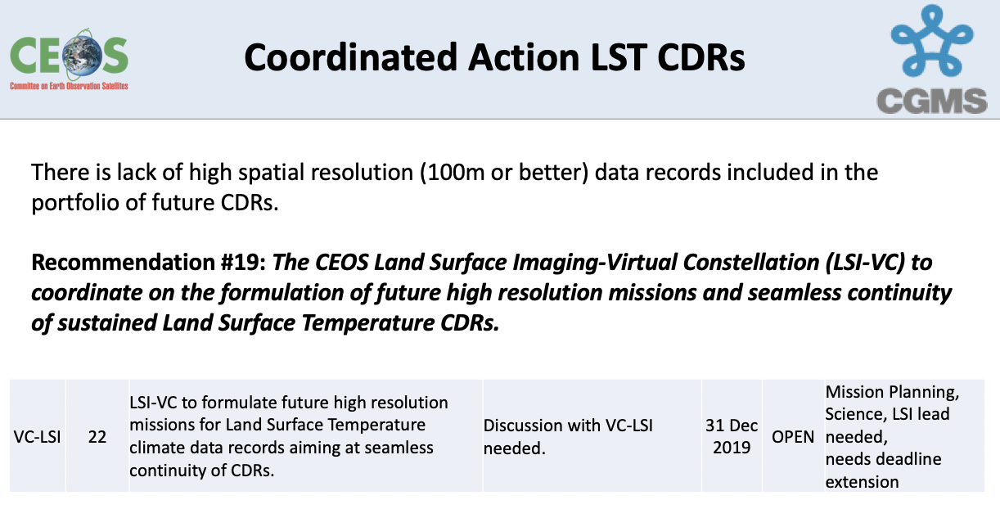 CEOS
Committee on Earth Observation Satellites
Coordinated Action LST CDRs
CGMS
There is lack of high spatial resolution (100m or better) data records included in the
portfolio of future CDRs.
Recommendation #19: The CEOS Land Surface Imaging-Virtual Constellation (LSI-VC) to
coordinate on the formulation of future high resolution missions and seamless continuity
of sustained Land Surface Temperature CDRs.
VC-LSI
22
LSI-VC to formulate future high resolution
missions for Land Surface Temperature
climate data records aiming at seamless
continuity of CDRs.
Discussion with VC-LSI
needed.
31 Dec
2019
OPEN
Mission Planning,
Science, LSI lead
needed,
needs deadline
extension